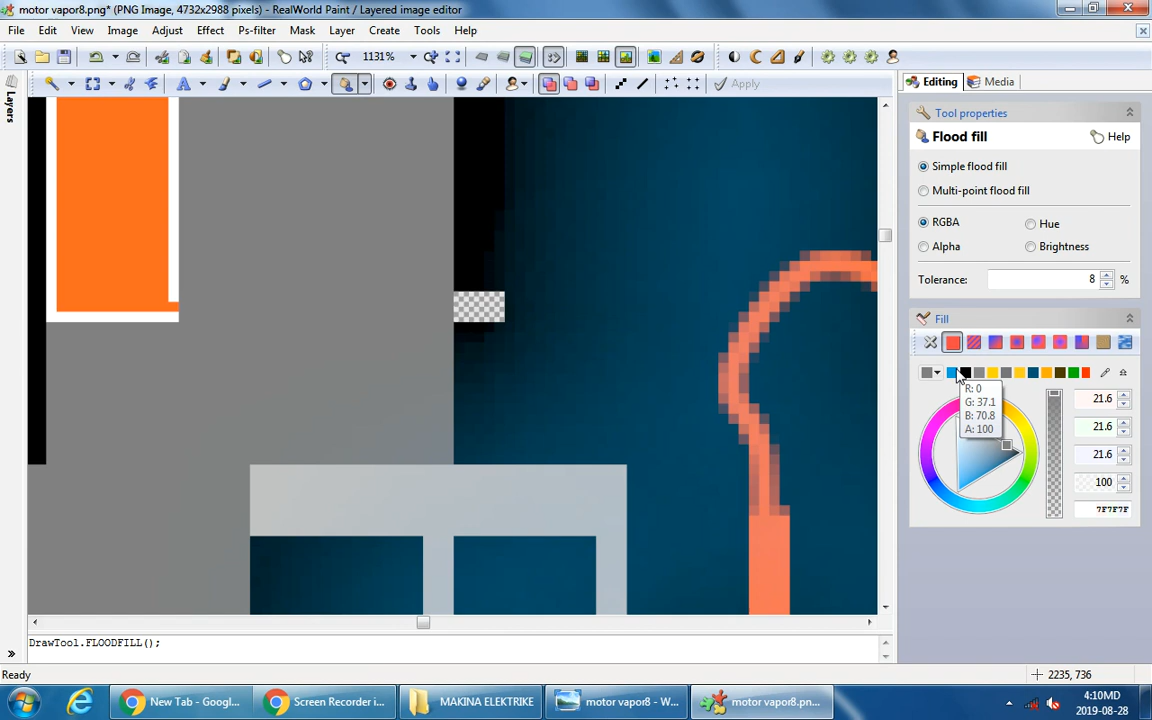 motor vapor8.png* (PNG Image, 4732x2988 pixels) - RealWorld Paint / Layered image editor
File Edit View Image Adjust Effect Ps-filter Mask Layer Create Tools Help
1131%
Apply
Layers
Editing Media
Tool properties
Flood fill Help
Simple flood fill
Multi-point flood fill
RGBA Hue
Alpha Brightness
Tolerance: 8 %
Fill
R: 0
G: 37.1
B: 70.8
A: 100
21.6
21.6
21.6
100
7F7F7F
DrawTool.FLOODFILL();
Ready
2235, 736
New Tab - Googl...
Screen Recorder i...
MAKINA ELEKTRIKE
motor vapor8 - W...
motor vapor8.pn...
4:10MD
2019-08-28